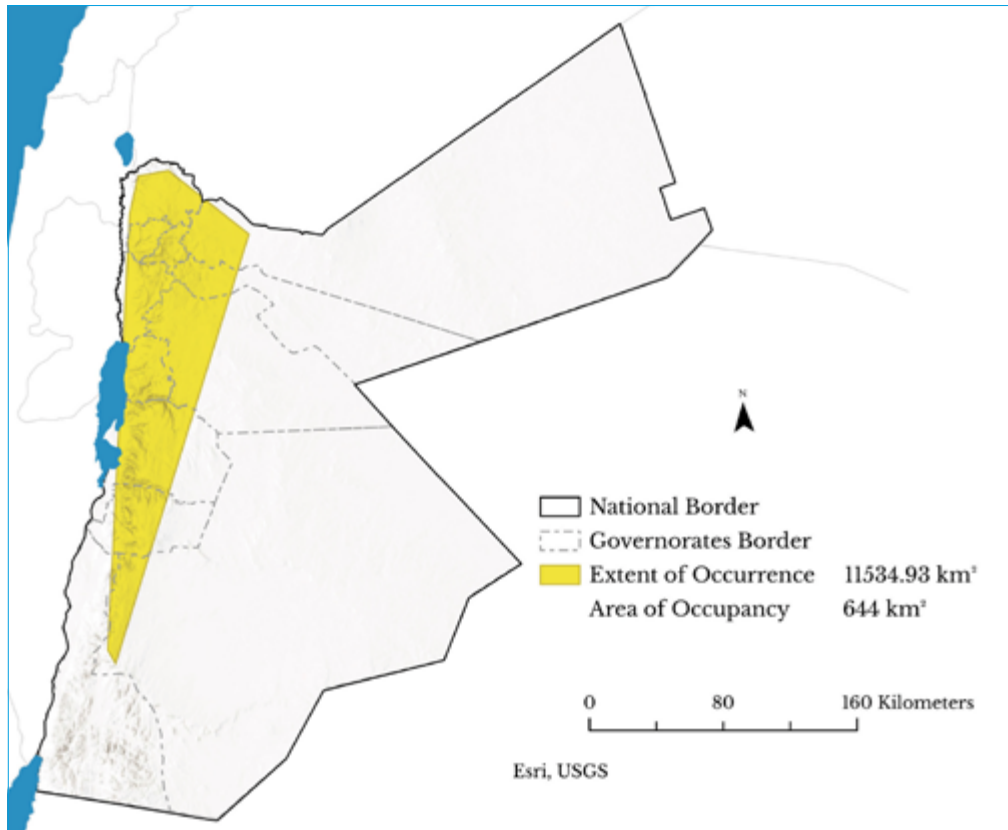 N
National Border
Governorates Border
Extent of Occurrence 11534.93 km²
Area of Occupancy 644 km²
0 80 160 Kilometers
Esri, USGS